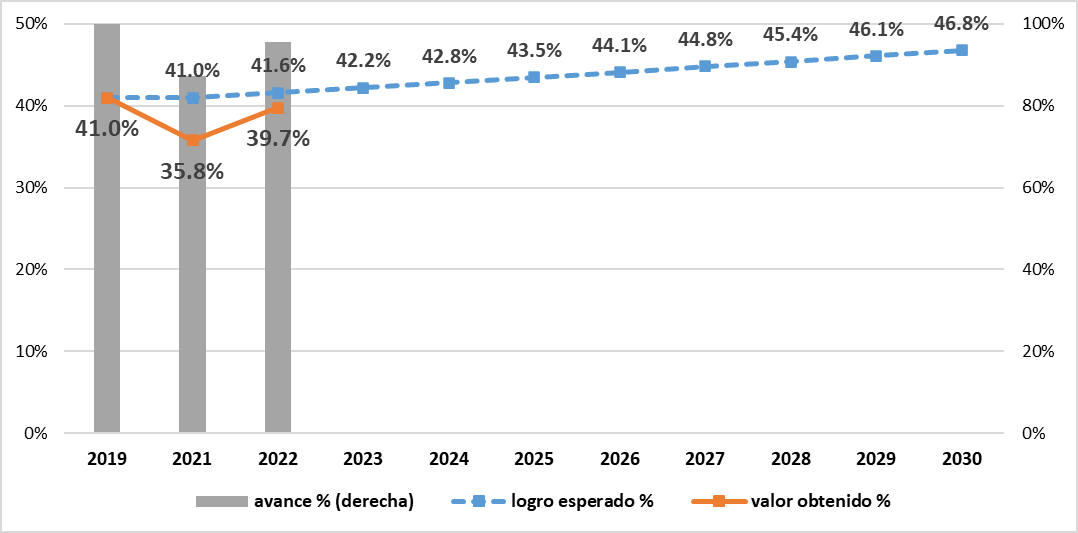 50% 100%
41.0% 41.6% 42.2% 42.8% 43.5% 44.1% 44.8% 45.4% 46.1% 46.8%
40% 80%
41.0% 35.8% 39.7%
30% 60%
20% 40%
10% 20%
0% 0%
2019 2021 2022 2023 2024 2025 2026 2027 2028 2029 2030
avance % (derecha) logro esperado % valor obtenido %